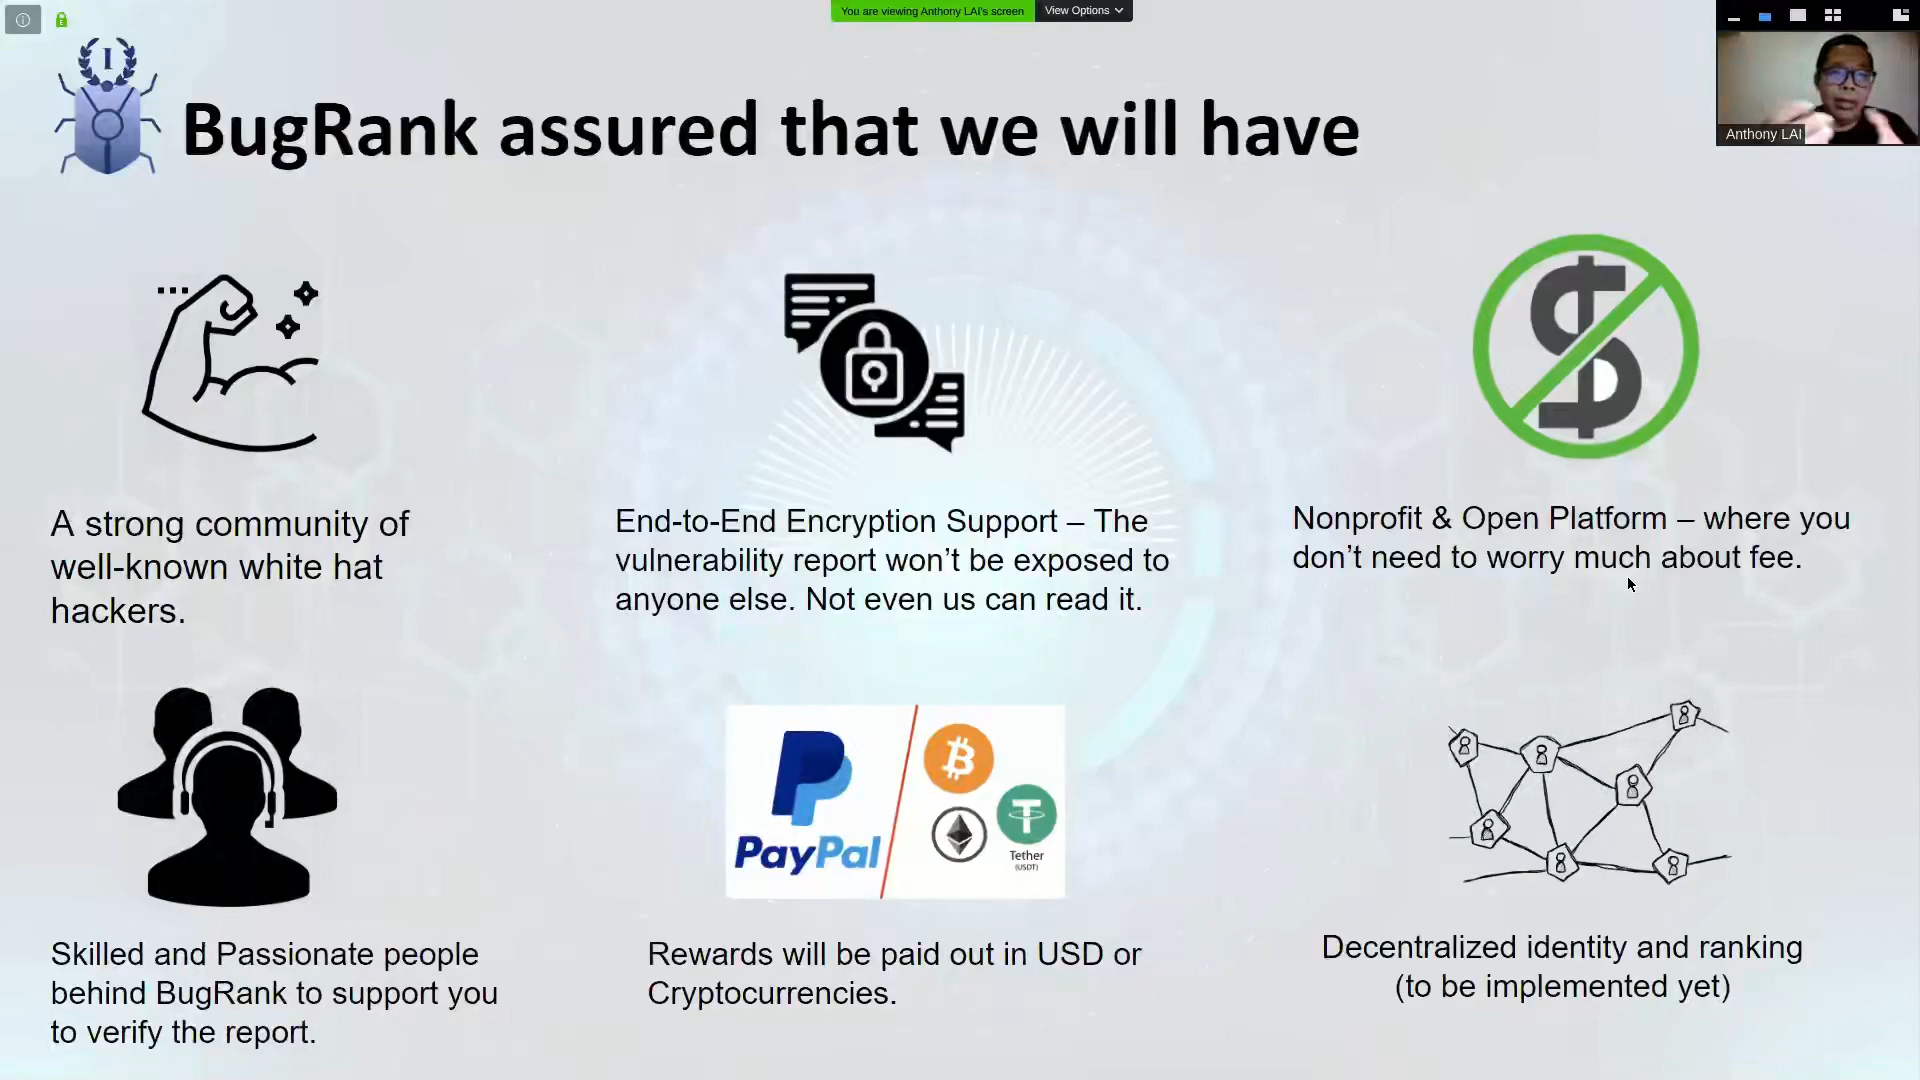 You are viewing Anthony LAI's screen
View Options
I
BugRank assured that we will have
Anthony LAI
A strong community of
well-known white hat
hackers.
End-to-End Encryption Support – The
vulnerability report won’t be exposed to
anyone else. Not even us can read it.
Nonprofit & Open Platform – where you
don’t need to worry much about fee.
PayPal
Tether
(USDT)
Skilled and Passionate people
behind BugRank to support you
to verify the report.
Rewards will be paid out in USD or
Cryptocurrencies.
Decentralized identity and ranking
(to be implemented yet)